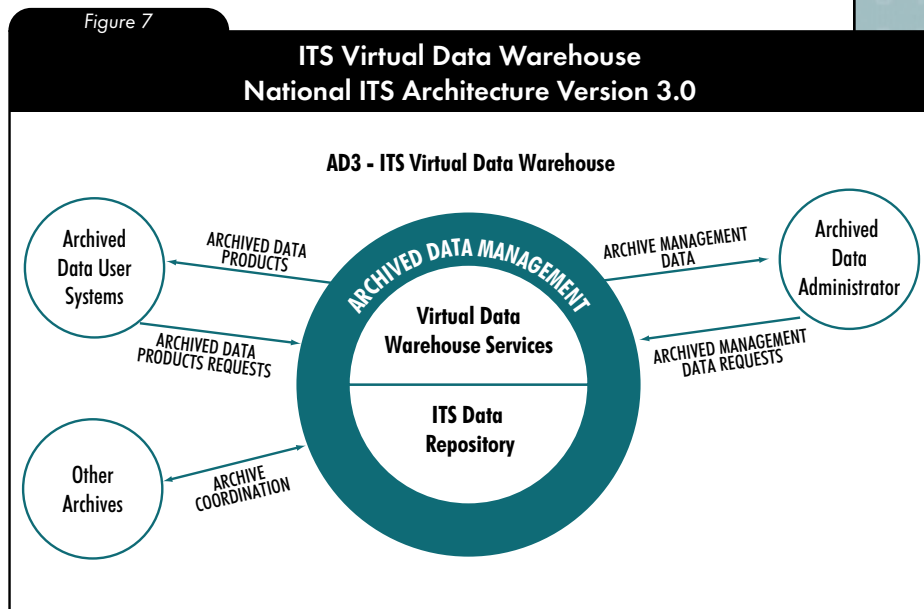 Figure 7
ITS Virtual Data Warehouse
National ITS Architecture Version 3.0
AD3 - ITS Virtual Data Warehouse
Archived
Data User
Systems
ARCHIVED DATA
PRODUCTS
ARCHIVED DATA
PRODUCTS REQUESTS
ARCHIVED DATA MANAGEMENT
Virtual Data
Warehouse Services
ITS Data
Repository
ARCHIVE MANAGEMENT
DATA
ARCHIVED MANAGEMENT
DATA REQUESTS
Archived
Data
Administrator
Other
Archives
ARCHIVE
COORDINATION